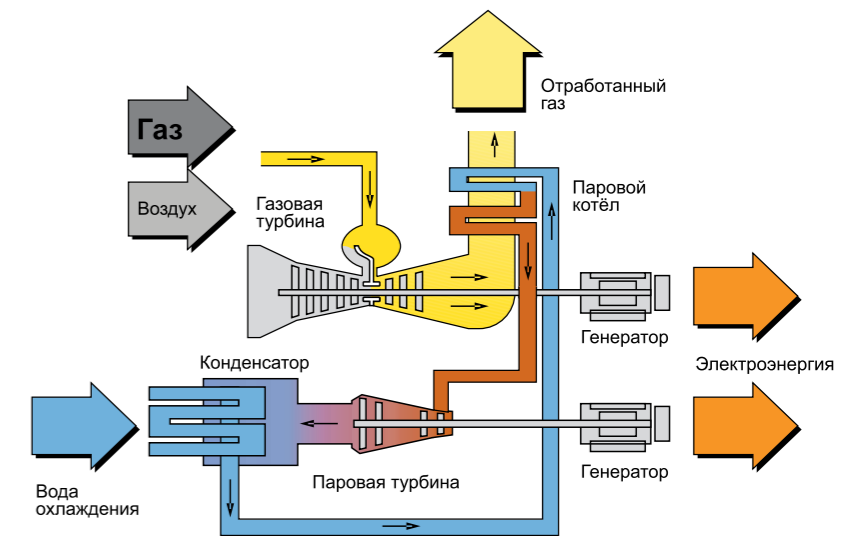 Отработанный
газ
Газ
Воздух
Газовая
турбина
Паровой
котёл
Генератор
Электроэнергия
Конденсатор
Паровая турбина
Генератор
Вода
охлаждения